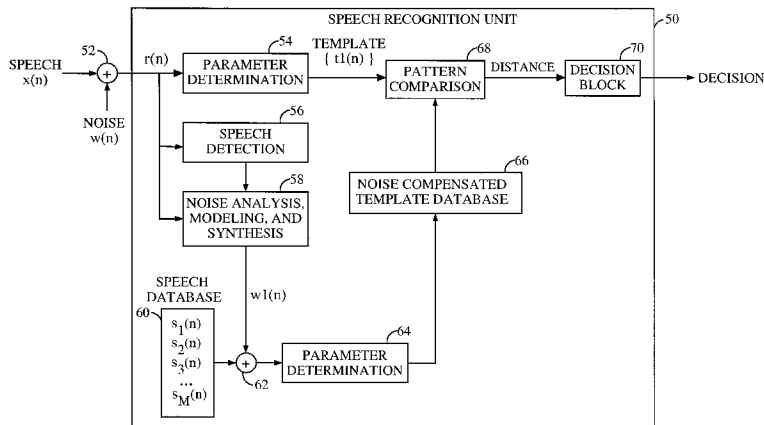 SPEECH RECOGNITION UNIT
50
52
SPEECH
x(n)
+
r(n)
NOISE
w(n)
54
PARAMETER
DETERMINATION
TEMPLATE
{ t1(n) }
68
PATTERN
COMPARISON
DISTANCE
70
DECISION
BLOCK
DECISION
56
SPEECH
DETECTION
58
NOISE ANALYSIS,
MODELING, AND
SYNTHESIS
66
NOISE COMPENSATED
TEMPLATE DATABASE
w1(n)
SPEECH
DATABASE
60
s1(n)
s2(n)
s3(n)
...
sM(n)
+
62
64
PARAMETER
DETERMINATION